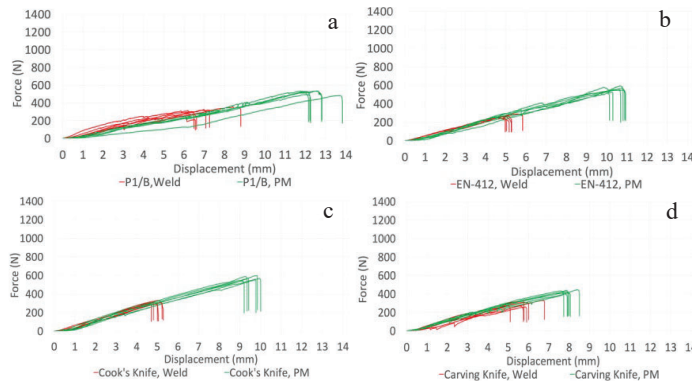 a
Force (N)
1400
1200
1000
800
600
400
200
0
0 1 2 3 4 5 6 7 8 9 10 11 12 13 14
Displacement (mm)
P1/B,Weld P1/B, PM
b
Force (N)
1400
1200
1000
800
600
400
200
0
0 1 2 3 4 5 6 7 8 9 10 11 12 13 14
Displacement (mm)
EN-412, Weld EN-412, PM
c
Force (N)
1400
1200
1000
800
600
400
200
0
0 1 2 3 4 5 6 7 8 9 10 11 12 13 14
Displacement (mm)
Cook's Knife, Weld Cook's Knife, PM
d
Force (N)
1400
1200
1000
800
600
400
200
0
0 1 2 3 4 5 6 7 8 9 10 11 12 13 14
Displacement (mm)
Carving Knife, Weld Carving Knife, PM